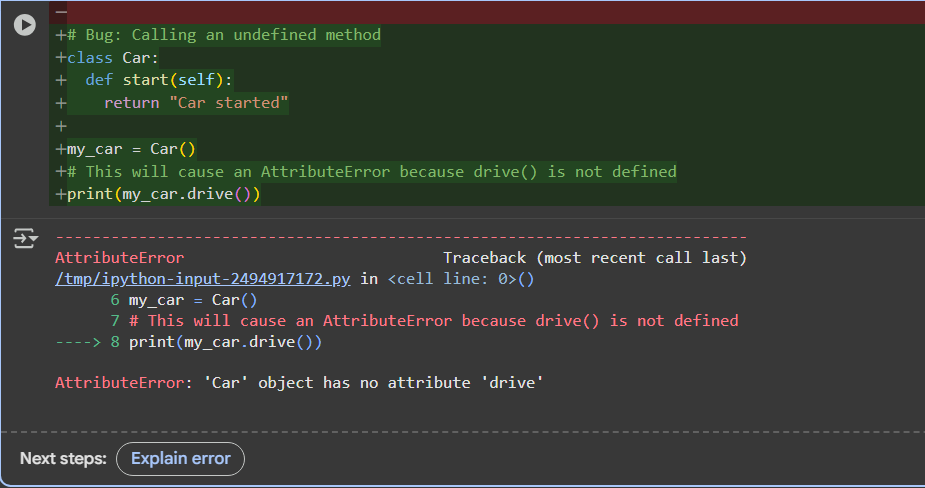 -
+# Bug: Calling an undefined method
+class Car:
+  def start(self):
+    return "Car started"
+
+my_car = Car()
+# This will cause an AttributeError because drive() is not defined
+print(my_car.drive())
---------------------------------------------------------------------------
AttributeError                            Traceback (most recent call last)
/tmp/ipython-input-2494917172.py in <cell line: 0>()
      6 my_car = Car()
      7 # This will cause an AttributeError because drive() is not defined
----> 8 print(my_car.drive())

AttributeError: 'Car' object has no attribute 'drive'
Next steps: Explain error